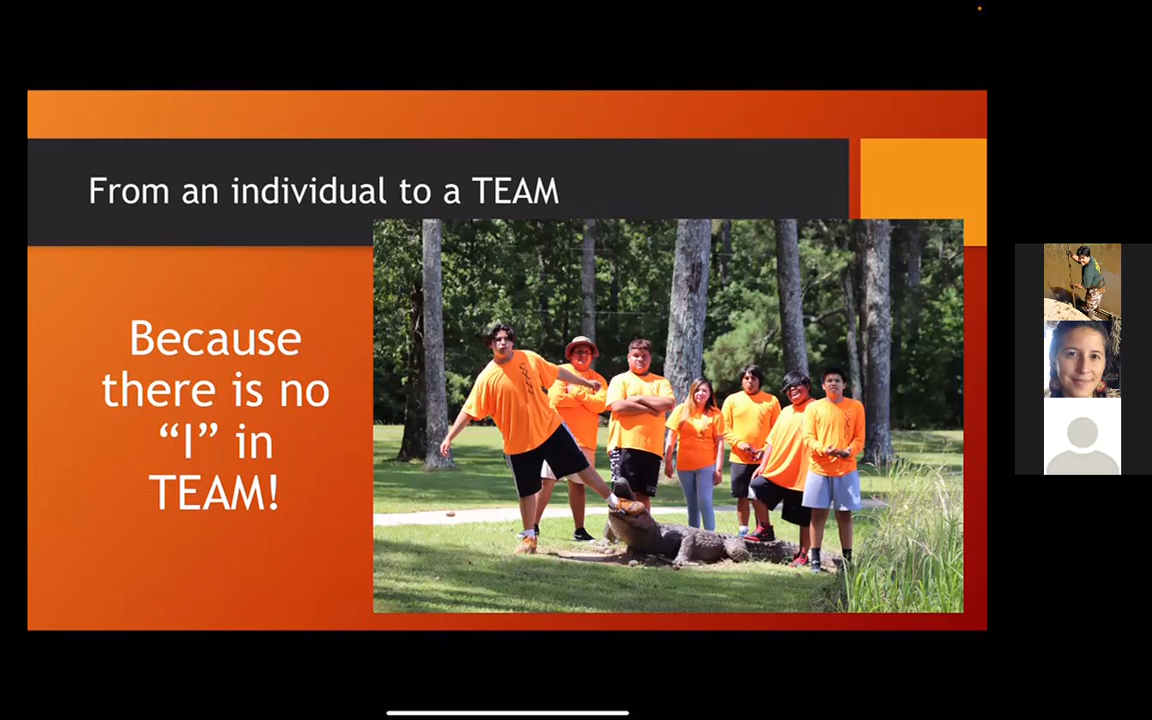 From an individual to a TEAM
Because
there is no
“I” in
TEAM!